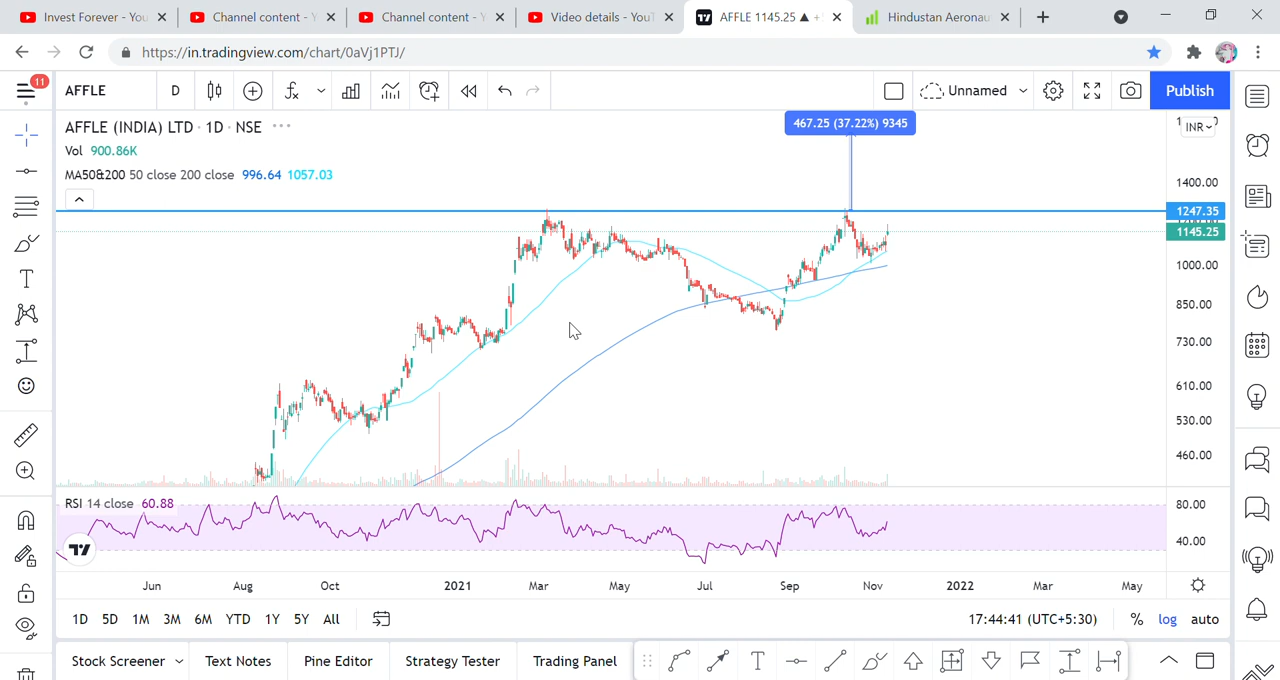 Invest Forever - You
Channel content - Y
Channel content - Y
Video details - YouT
AFFLE 1145.25 ▲ +
Hindustan Aeronau
https://in.tradingview.com/chart/0aVj1PTJ/
11
AFFLE
D
Unnamed
Publish
AFFLE (INDIA) LTD · 1D · NSE
Vol 900.86K
MA50&200 50 close 200 close 996.64 1057.03
467.25 (37.22%) 9345
INR
1400.00
1247.35
1145.25
1000.00
850.00
730.00
610.00
530.00
460.00
RSI 14 close 60.88
80.00
40.00
Jun Aug Oct 2021 Mar May Jul Sep Nov 2022 Mar May
1D 5D 1M 3M 6M YTD 1Y 5Y All
17:44:41 (UTC+5:30) % log auto
Stock Screener Text Notes Pine Editor Strategy Tester Trading Panel